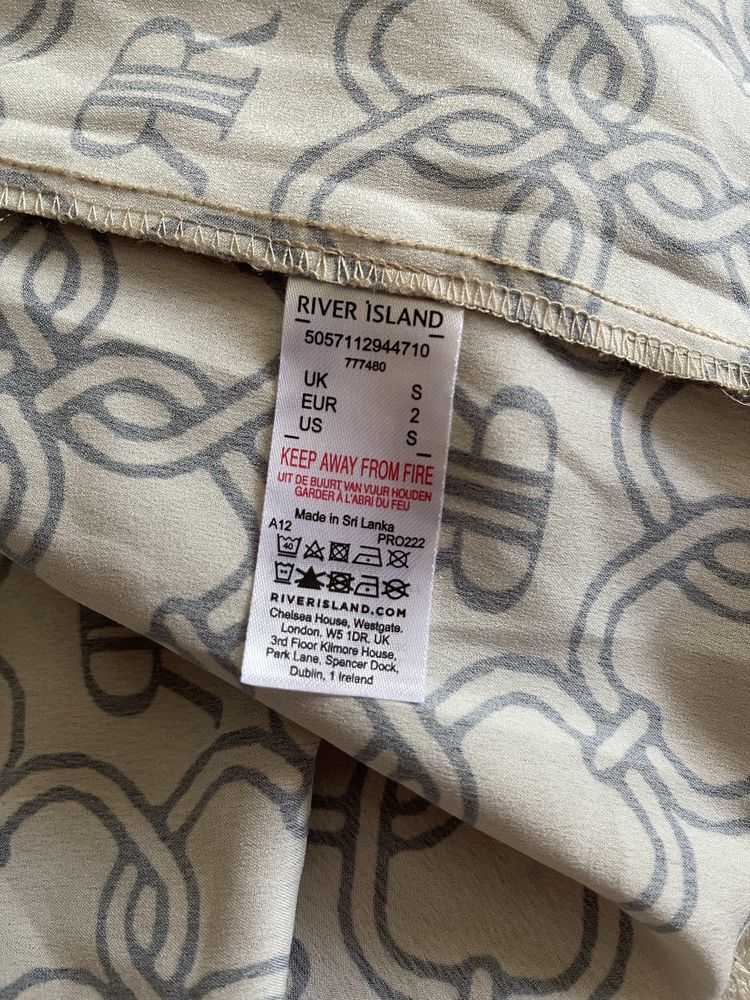 RIVER ISLAND
5057112944710
777480
UK S
EUR 2
US S
KEEP AWAY FROM FIRE
UIT DE BUURT VAN VUUR HOUDEN
GARDER À L'ABRI DU FEU
Made in Sri Lanka
A12 PRO222
40
RIVERISLAND.COM
Chelsea House, Westgate.
London. W5 1DR. UK
3rd Floor Kilmore House,
Park Lane, Spencer Dock,
Dublin, 1 Ireland